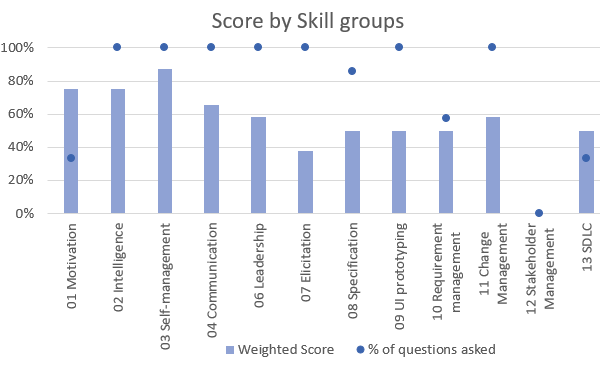 Score by Skill groups
100%
80%
60%
40%
20%
0%
01 Motivation
02 Intelligence
03 Self-management
04 Communication
06 Leadership
07 Elicitation
08 Specification
09 UI prototyping
10 Requirement
management
11 Change
Management
12 Stakeholder
Management
13 SDLC
Weighted Score
% of questions asked